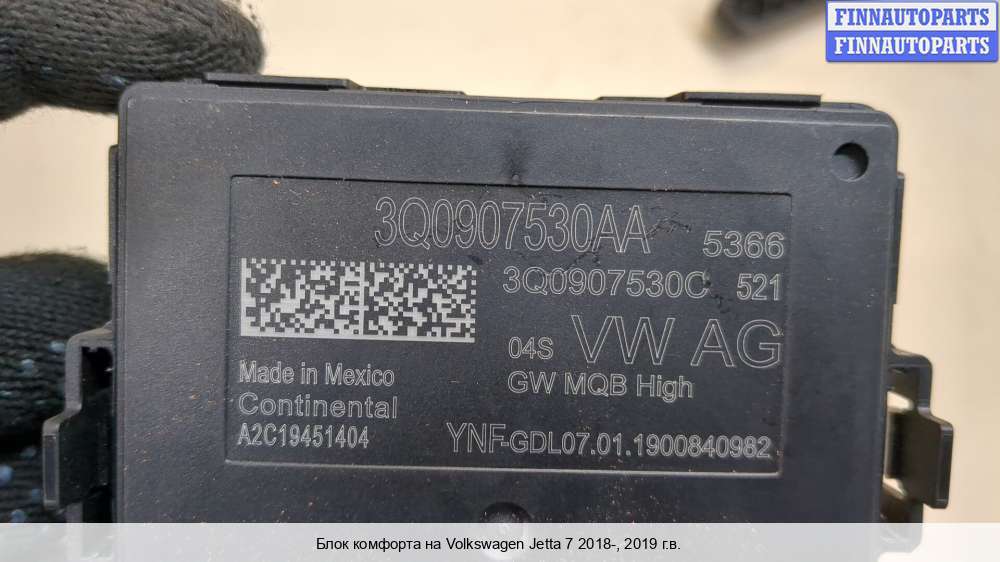 FINNAUTOPARTS
FINNAUTOPARTS
3Q0907530AA 5366
3Q0907530C 521
04S VW AG
GW MQB High
Made in Mexico
Continental
A2C19451404
YNF-GDL07.01.1900840982
Блок комфорта на Volkswagen Jetta 7 2018-, 2019 г.в.